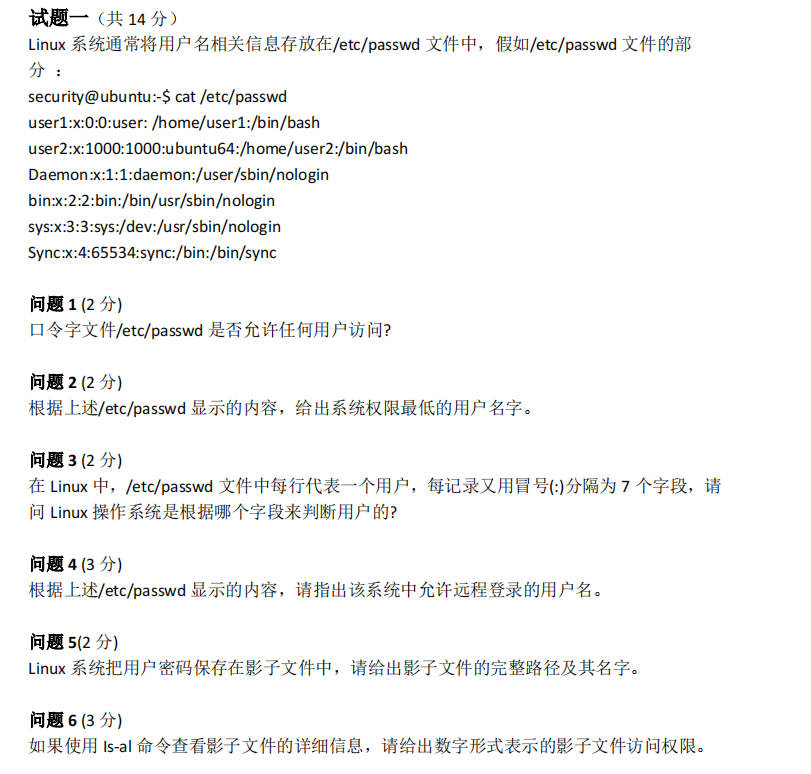 试题一（共 14 分）
Linux 系统通常将用户名相关信息存放在/etc/passwd 文件中，假如/etc/passwd 文件的部
分 ：
security@ubuntu:-$ cat /etc/passwd
user1:x:0:0:user: /home/user1:/bin/bash
user2:x:1000:1000:ubuntu64:/home/user2:/bin/bash
Daemon:x:1:1:daemon:/user/sbin/nologin
bin:x:2:2:bin:/bin/usr/sbin/nologin
sys:x:3:3:sys:/dev:/usr/sbin/nologin
Sync:x:4:65534:sync:/bin:/bin/sync
问题 1 (2 分)
口令字文件/etc/passwd 是否允许任何用户访问?
问题 2 (2 分)
根据上述/etc/passwd 显示的内容，给出系统权限最低的用户名字。
问题 3 (2 分)
在 Linux 中，/etc/passwd 文件中每行代表一个用户，每记录又用冒号(:)分隔为 7 个字段，请
问 Linux 操作系统是根据哪个字段来判断用户的?
问题 4 (3 分)
根据上述/etc/passwd 显示的内容，请指出该系统中允许远程登录的用户名。
问题 5(2 分)
Linux 系统把用户密码保存在影子文件中，请给出影子文件的完整路径及其名字。
问题 6 (3 分)
如果使用 Is-al 命令查看影子文件的详细信息，请给出数字形式表示的影子文件访问权限。